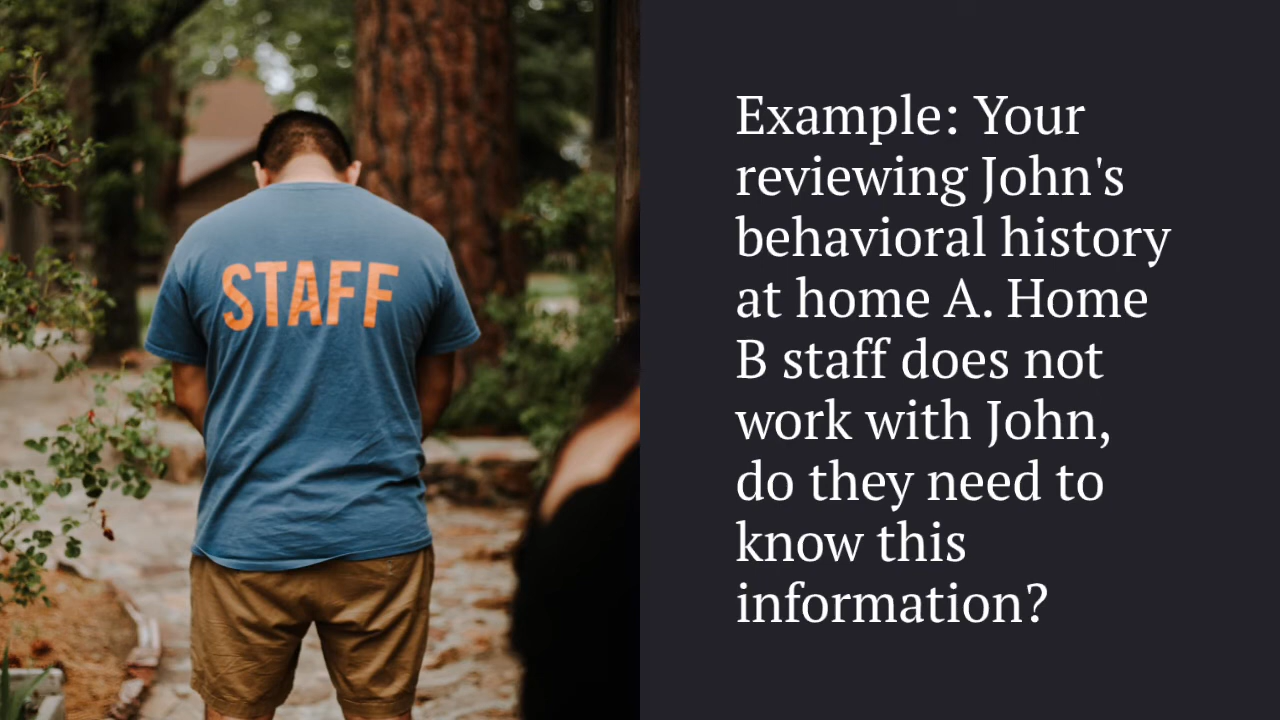 STAFF
Example: Your
reviewing John's
behavioral history
at home A. Home
B staff does not
work with John,
do they need to
know this
information?